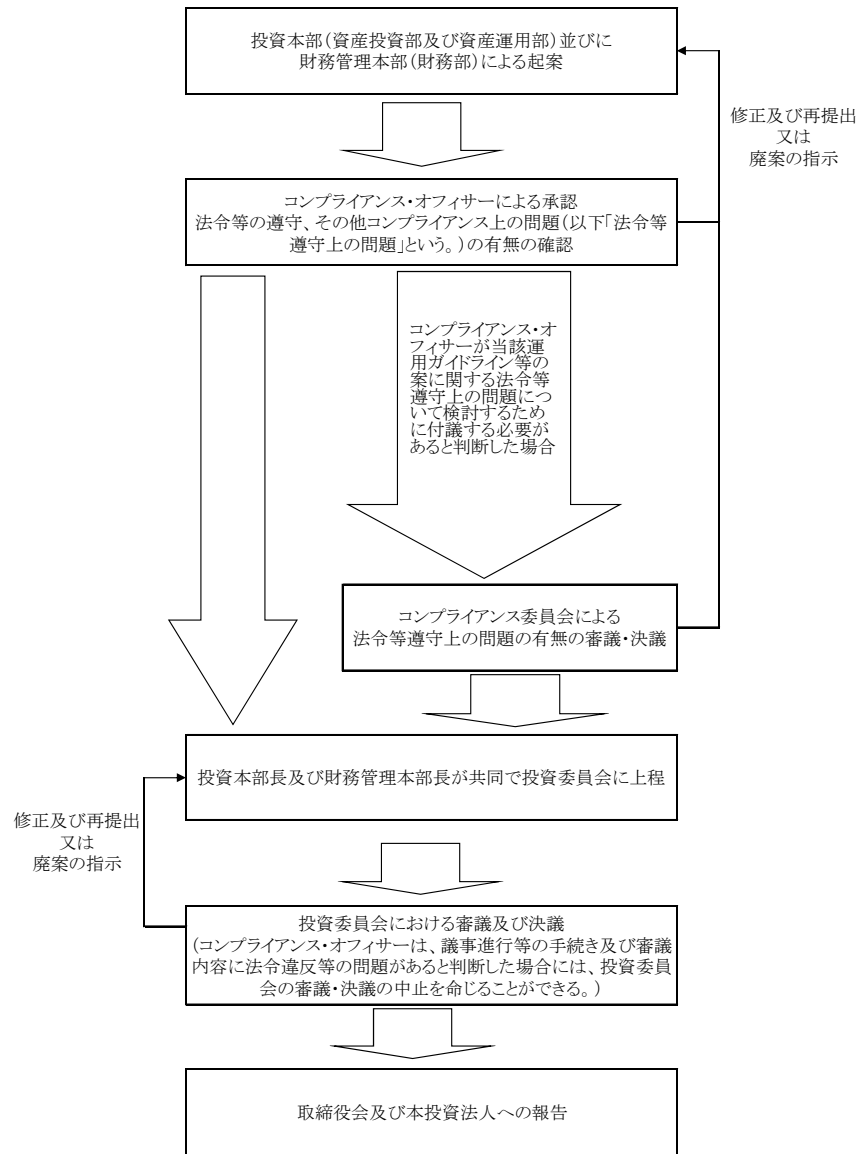 投資本部（資産投資部及び資産運用部）並びに
財務管理本部（財務部）による起案
修正及び再提出
又は
廃案の指示
コンプライアンス・オフィサーによる承認
法令等の遵守、その他コンプライアンス上の問題（以下「法令等
遵守上の問題」という。）の有無の確認
コンプライアンス・オ
フィサーが当該運
用ガイドライン等の
案に関する法令等
遵守上の問題につ
いて検討するため
に付議する必要が
あると判断した場合
コンプライアンス委員会による
法令等遵守上の問題の有無の審議・決議
投資本部長及び財務管理本部長が共同で投資委員会に上程
修正及び再提出
又は
廃案の指示
投資委員会における審議及び決議
（コンプライアンス・オフィサーは、議事進行等の手続き及び審議
内容に法令違反等の問題があると判断した場合には、投資委員
会の審議・決議の中止を命じることができる。）
取締役会及び本投資法人への報告